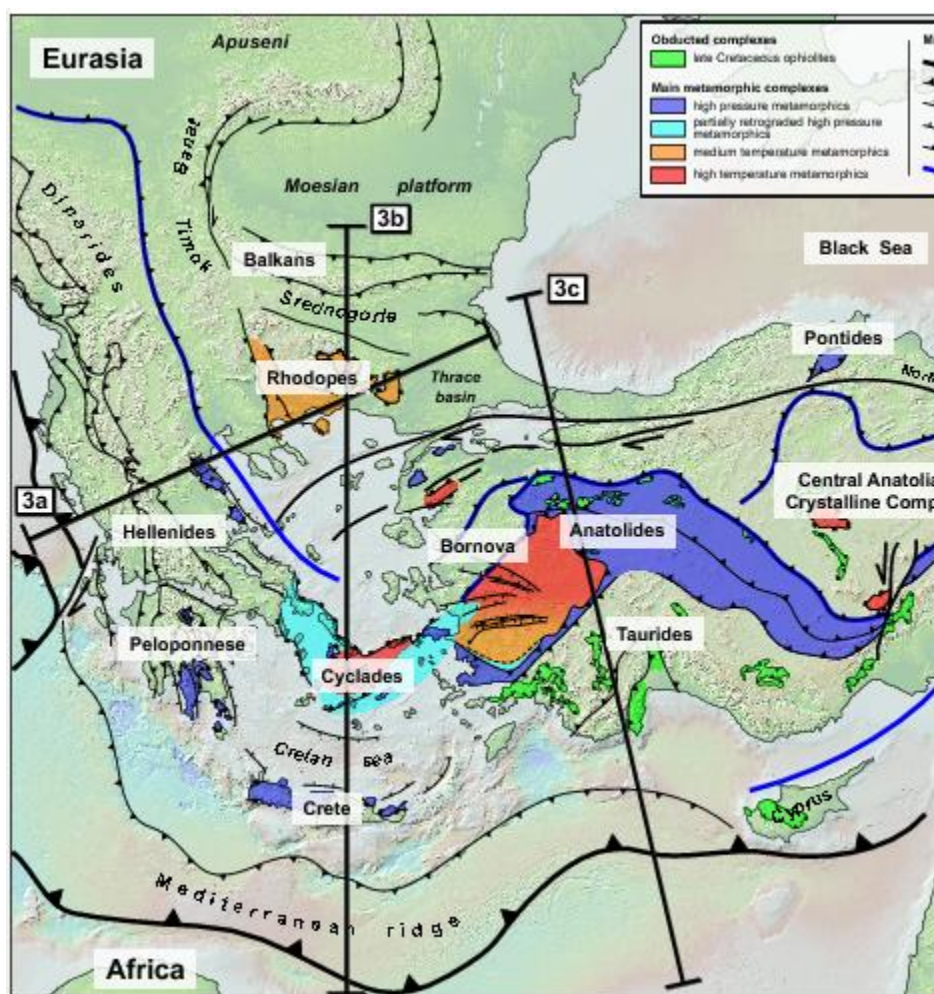 Eurasia
Apuseni
Obducted complexes
late Cretaceous ophiolites
Main metamorphic complexes
high pressure metamorphics
partially retrograded high pressure
metamorphics
medium temperature metamorphics
high temperature metamorphics
Banat
Timok
Dinarides
Moesian platform
3b
Black Sea
Balkans
3c
Srednogorie
Pontides
Rhodopes
Thrace
basin
3a
Central Anatolia
Crystalline Comp
Hellenides
Bornova
Anatolides
Peloponnese
Taurides
Cyclades
Cretan sea
Crete
Cyprus
Mediterranean ridge
Africa